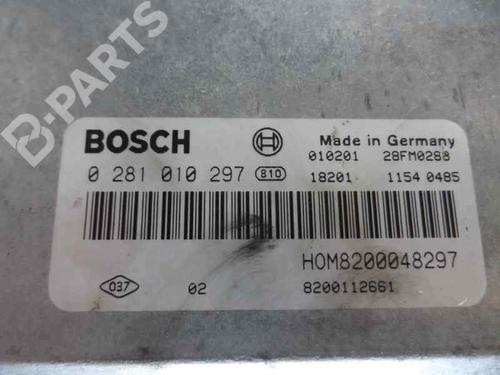 B-PARTS
BOSCH
Made in Germany
010201 28FM0288
0 281 010 297 810
18201 1154 0485
HOM8200048297
037 02 8200112661